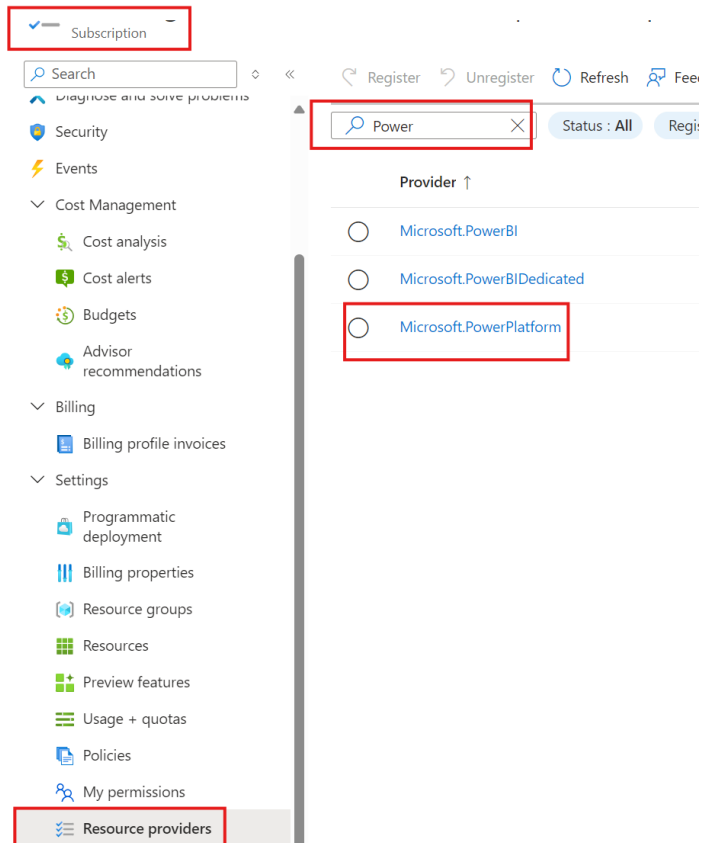 Subscription
Search
Diagnose and solve problems
Security
Events
Cost Management
Cost analysis
Cost alerts
Budgets
Advisor
recommendations
Billing
Billing profile invoices
Settings
Programmatic
deployment
Billing properties
Resource groups
Resources
Preview features
Usage + quotas
Policies
My permissions
Resource providers
Register Unregister Refresh
Power Status : All
Provider ↑
Microsoft.PowerBI
Microsoft.PowerBIDedicated
Microsoft.PowerPlatform